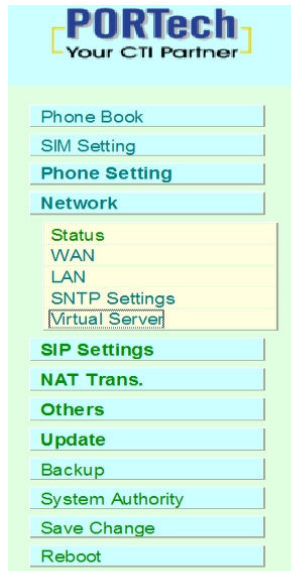 PORTech
Your CTI Partner
Phone Book
SIM Setting
Phone Setting
Network
Status
WAN
LAN
SNTP Settings
Virtual Server
SIP Settings
NAT Trans.
Others
Update
Backup
System Authority
Save Change
Reboot